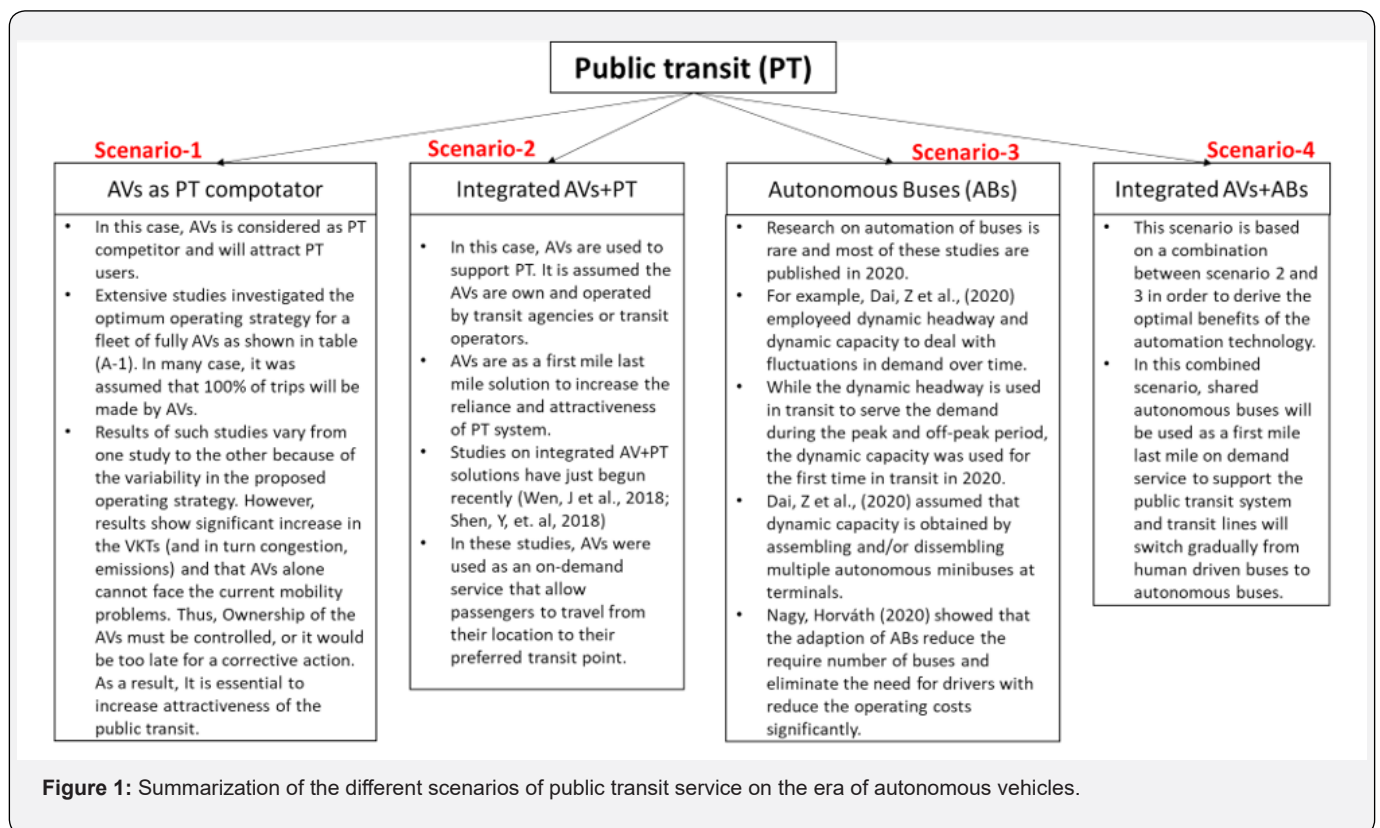 Public transit (PT)
Scenario-1
AVs as PT compotator
• In this case, AVs is considered as PT
competitor and will attract PT
users.
• Extensive studies investigated the
optimum operating strategy for a
fleet of fully AVs as shown in table
(A-1). In many case, it was
assumed that 100% of trips will be
made by AVs.
• Results of such studies vary from
one study to the other because of
the variability in the proposed
operating strategy. However,
results show significant increase in
the VKTs (and in turn congestion,
emissions) and that AVs alone
cannot face the current mobility
problems. Thus, Ownership of the
AVs must be controlled, or it would
be too late for a corrective action.
As a result, It is essential to
increase attractiveness of the
public transit.
Scenario-2
Integrated AVs+PT
• In this case, AVs are used to
support PT. It is assumed the
AVs are own and operated
by transit agencies or transit
operators.
• AVs are as a first mile last
mile solution to increase the
reliance and attractiveness
of PT system.
• Studies on integrated AV+PT
solutions have just begun
recently (Wen, J et al., 2018;
Shen, Y, et. al, 2018)
• In these studies, AVs were
used as an on-demand
service that allow
passengers to travel from
their location to their
preferred transit point.
Scenario-3
Autonomous Buses (ABs)
• Research on automation of buses is
rare and most of these studies are
published in 2020.
• For example, Dai, Z et al., (2020)
employeed dynamic headway and
dynamic capacity to deal with
fluctuations in demand over time.
• While the dynamic headway is used
in transit to serve the demand
during the peak and off-peak period,
the dynamic capacity was used for
the first time in transit in 2020.
• Dai, Z et al., (2020) assumed that
dynamic capacity is obtained by
assembling and/or dissembling
multiple autonomous minibuses at
terminals.
• Nagy, Horváth (2020) showed that
the adaption of ABs reduce the
require number of buses and
eliminate the need for drivers with
reduce the operating costs
significantly.
Scenario-4
Integrated AVs+ABs
• This scenario is based
on a combination
between scenario 2 and
3 in order to derive the
optimal benefits of the
automation technology.
• In this combined
scenario, shared
autonomous buses will
be used as a first mile
last mile on demand
service to support the
public transit system
and transit lines will
switch gradually from
human driven buses to
autonomous buses.
Figure 1: Summarization of the different scenarios of public transit service on the era of autonomous vehicles.